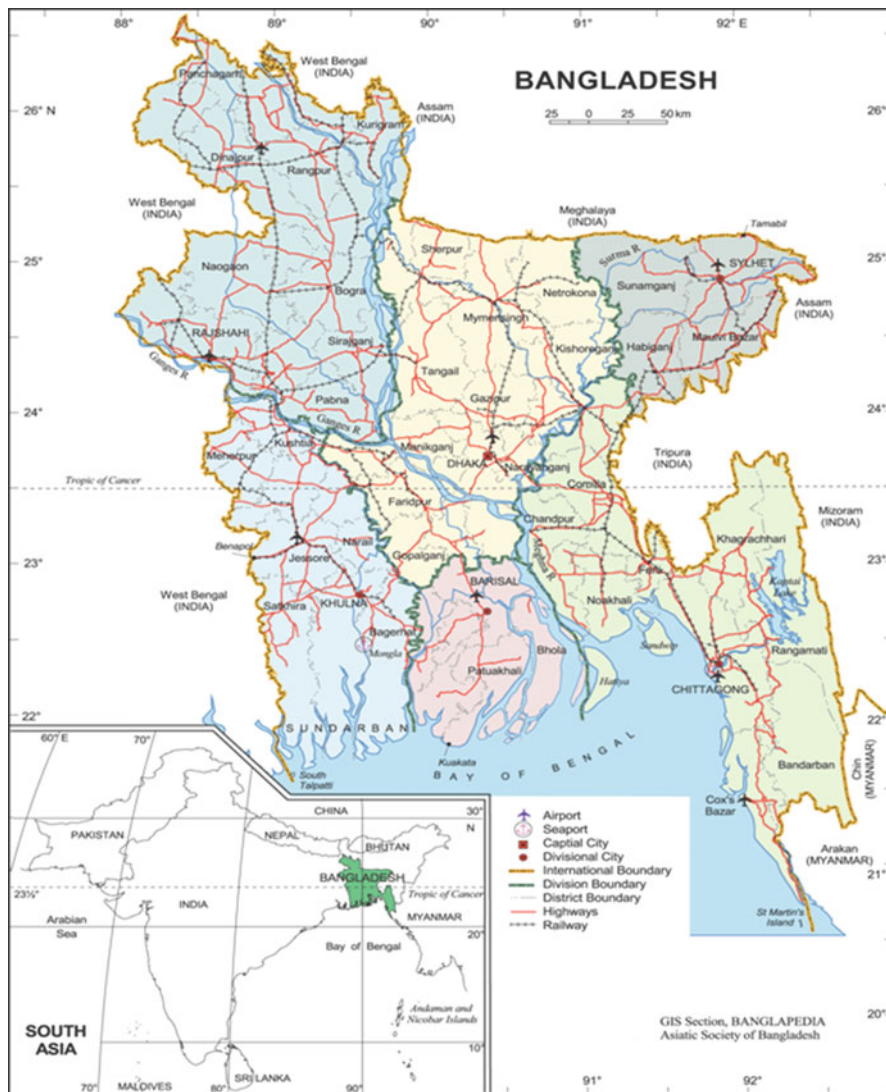 88° 89° 90° 91° 92° E
BANGLADESH
25 0 25 50 km
West Bengal
(INDIA)
Assam
(INDIA)
26° N
Panchagarh
Kurigram
Dinajpur
Rangpur
West Bengal
(INDIA)
Meghalaya
(INDIA)
Tamabil
Sherpur
Surma R
SYLHET
25°
Naogaon
Bogra
Netrokona
Sunamganj
Assam
(INDIA)
Mymensingh
RAJSHAHI
Sirajganj
Kishoreganj
Habiganj
Maulvi Bazar
Ganges R
Tangail
Gazipur
24°
24°
Pabna
Ganges R
Kushtia
Meherpur
Manikganj
DHAKA
Narayanganj
Tripura
(INDIA)
Tropic of Cancer
Comilla
Faridpur
Mizoram
(INDIA)
Chandpur
Khagrachhari
23°
23°
Benapol
Narail
Gopalganj
Meghna R
Feni
Jessore
Kaptai
Lake
West Bengal
(INDIA)
BARISAL
Satkhira
KHULNA
Noakhali
Bagerhat
Sandwip
Rangamati
Mongla
Bhola
Patuakhali
Hatiya
CHITTAGONG
22°
22°
SUNDARBAN
Kuakata
BAY OF BENGAL
Bandarban
Chin
(MYANMAR)
South
Talpatti
Cox's
Bazar
Arakan
(MYANMAR)
21°
St Martin's
Island
20°
Airport
Seaport
Captial City
Divisional City
International Boundary
Division Boundary
District Boundary
Highways
Railway
60° E 70° 80° 90°
CHINA
30°
N
PAKISTAN
NEPAL
BHUTAN
BANGLADESH
23½°
Tropic of Cancer
INDIA
MYANMAR
Arabian
Sea
20°
Bay of Bengal
Andaman and
Nicobar Islands
SOUTH
ASIA
10°
SRI LANKA
70° MALDIVES 80° 90°
GIS Section, BANGLAPEDIA
Asiatic Society of Bangladesh
91° 92°